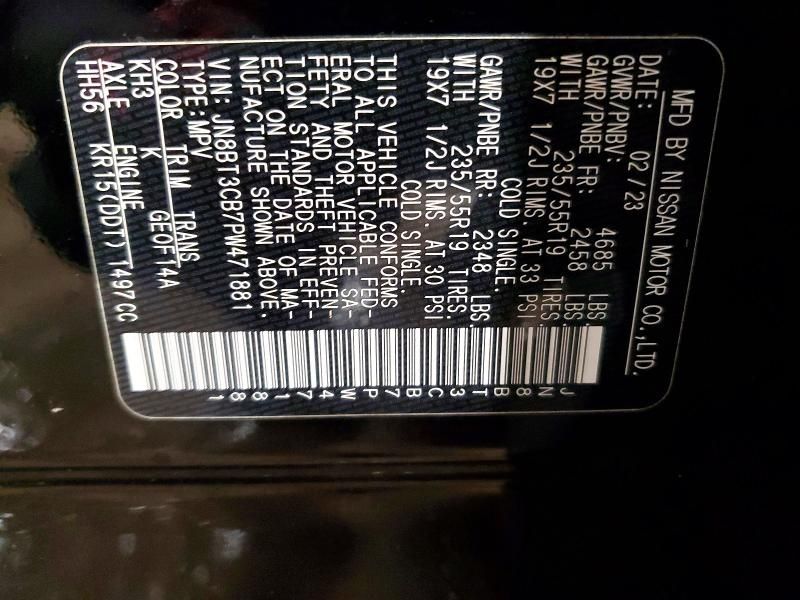 MFD BY NISSAN MOTOR CO.,LTD.
DATE: 02/23
GVWR/PNBV: 4685 LBS
GAWR/PNBE FR: 2458 LBS
WITH 235/55R19 TIRES.
19X7 1/2J RIMS. AT 33 PSI
COLD SINGLE.
GAWR/PNBE RR: 2348 LBS
WITH 235/55R19 TIRES.
19X7 1/2J RIMS. AT 30 PSI
COLD SINGLE.
THIS VEHICLE CONFORMS
TO ALL APPLICABLE FED-
ERAL MOTOR VEHICLE SA-
FETY AND THEFT PREVEN-
TION STANDARDS IN EFF-
ECT ON THE DATE OF MA-
NUFACTURE SHOWN ABOVE.
VIN: JN8BT3CB7PW471881
TYPE: MPV
COLOR TRIM TRANS
KH3 K GE0FT4A
AXLE ENGINE
HH56 KR15(DDT) 1497CC
JN8BT3CB7PW471881